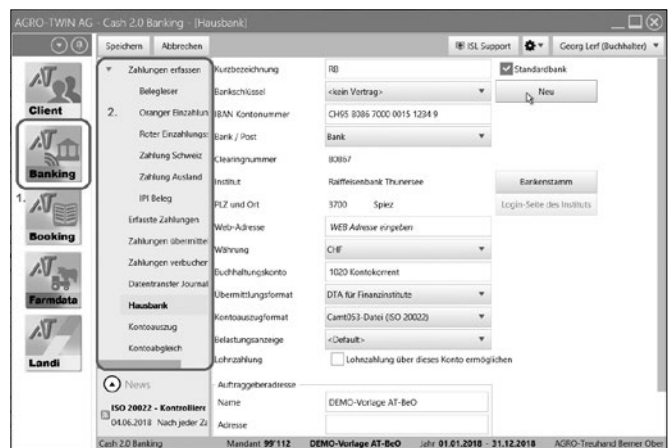 AGRO-TWIN AG - Cash 2.0 Banking - [Hausbank]
Speichern Abbrechen
ISL Support
Georg Lerf (Buchhalter)
Client
1.
Banking
Booking
Farmdata
Landi
2.
Zahlungen erfassen
Belegleser
Oranger Einzahlun
Roter Einzahlungs
Zahlung Schweiz
Zahlung Ausland
IPI Beleg
Erfasste Zahlungen
Zahlungen übermitte
Zahlungen verbucher
Datentransfer Journal
Hausbank
Kontoauszug
Kontoabgleich
News
ISO 20022 - Kontrollierc
04.06.2018 Nach jeder Za
Kurzbezeichnung RB
Standardbank
Bankschlüssel <kein Vertrag>
Neu
IBAN Kontonummer CH95 8086 7000 0015 1234 9
Bank / Post Bank
Clearingnummer 80867
Institut Raiffeisenbank Thunersee
Bankenstamm
PLZ und Ort 3700 Spiez
Login-Seite des Instituts
Web-Adresse WEB Adresse eingeben
Währung CHF
Buchhaltungskonto 1020 Kontokorrent
Übermittlungsformat DTA für Finanzinstitute
Kontoauszugformat Camt053-Datei (ISO 20022)
Belastungsanzeige <Default>
Lohnzahlung Lohnzahlung über dieses Konto ermöglichen
Auftraggeberadresse
Name DEMO-Vorlage AT-BeO
Adresse
Cash 2.0 Banking Mandant 99'112 DEMO-Vorlage AT-BeO Jahr 01.01.2018 - 31.12.2018 AGRO-Treuhand Berner Ober